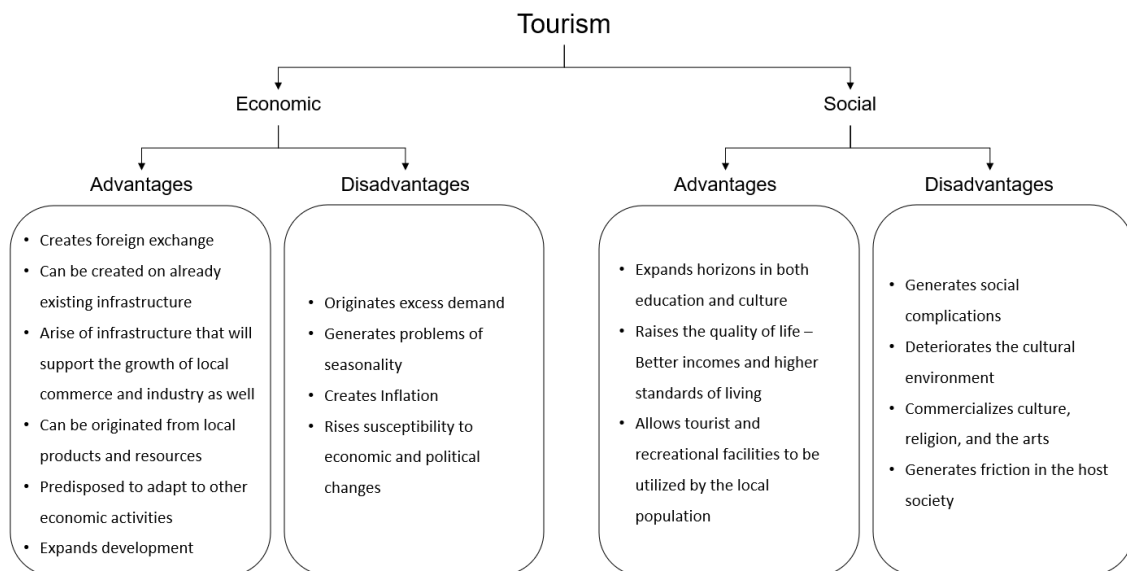 Tourism
Economic
Social
Advantages
Disadvantages
Advantages
Disadvantages
• Creates foreign exchange
• Can be created on already
existing infrastructure
• Arise of infrastructure that will
support the growth of local
commerce and industry as well
• Can be originated from local
products and resources
• Predisposed to adapt to other
economic activities
• Expands development
• Originates excess demand
• Generates problems of
seasonality
• Creates Inflation
• Rises susceptibility to
economic and political
changes
• Expands horizons in both
education and culture
• Raises the quality of life –
Better incomes and higher
standards of living
• Allows tourist and
recreational facilities to be
utilized by the local
population
• Generates social
complications
• Deteriorates the cultural
environment
• Commercializes culture,
religion, and the arts
• Generates friction in the host
society